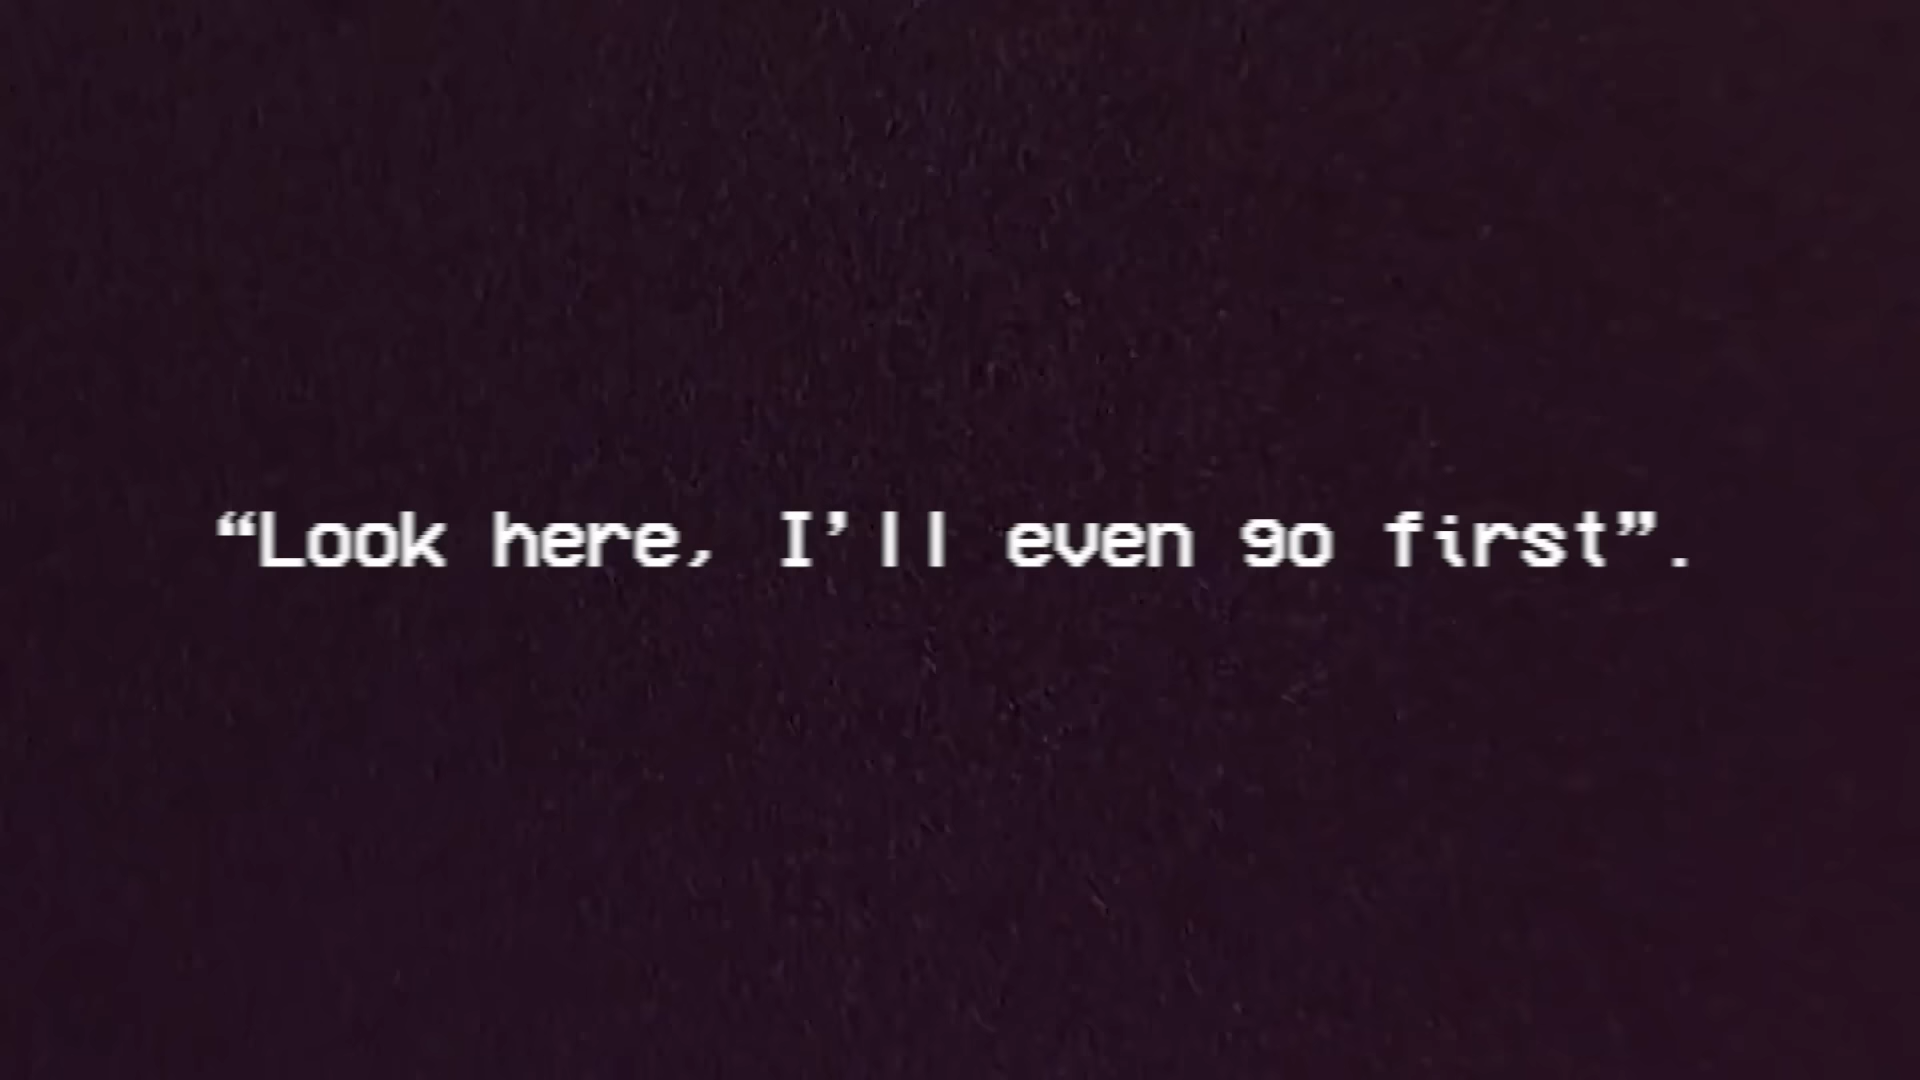 “Look here, I’ll even go first”.